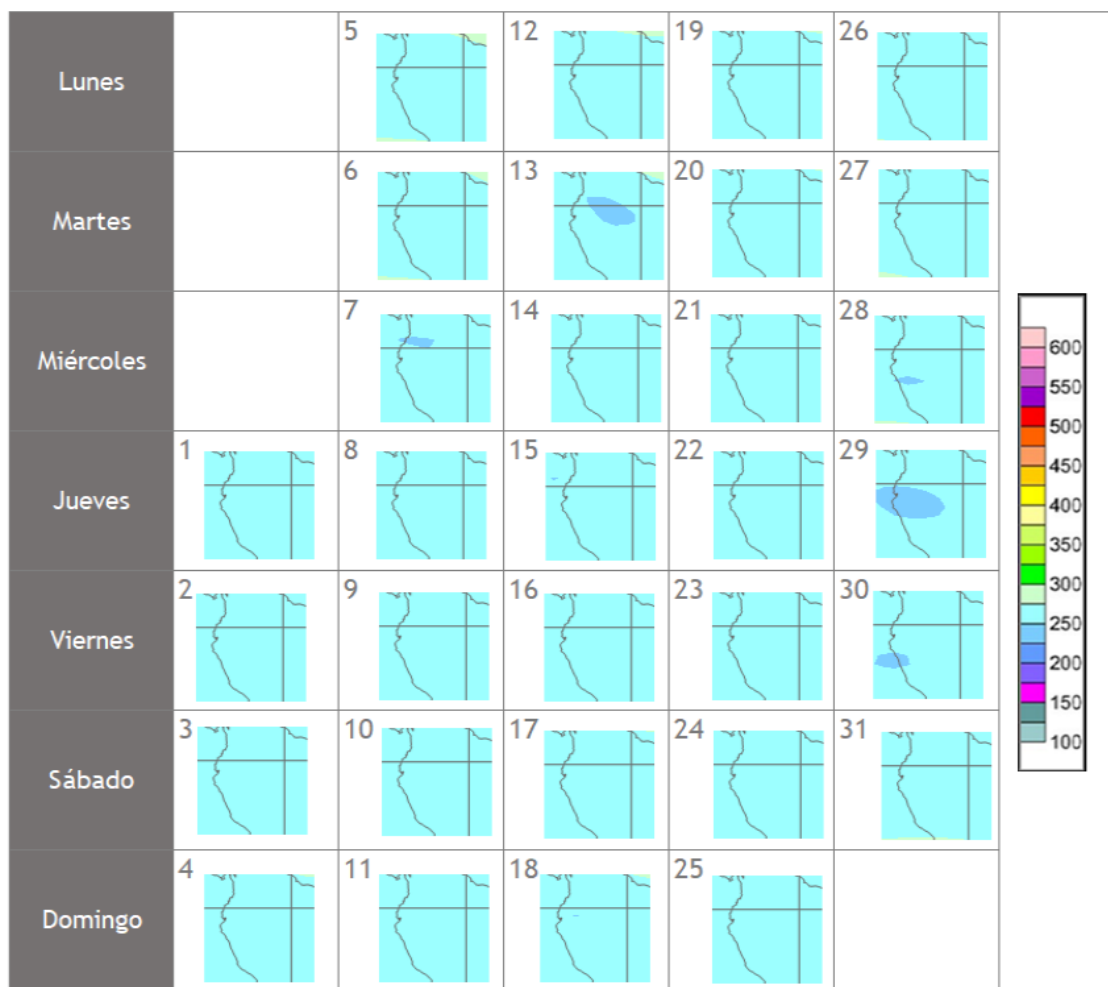 Lunes 5 12 19 26
Martes 6 13 20 27
Miércoles 7 14 21 28
Jueves 1 8 15 22 29
Viernes 2 9 16 23 30
Sábado 3 10 17 24 31
Domingo 4 11 18 25
600
550
500
450
400
350
300
250
200
150
100